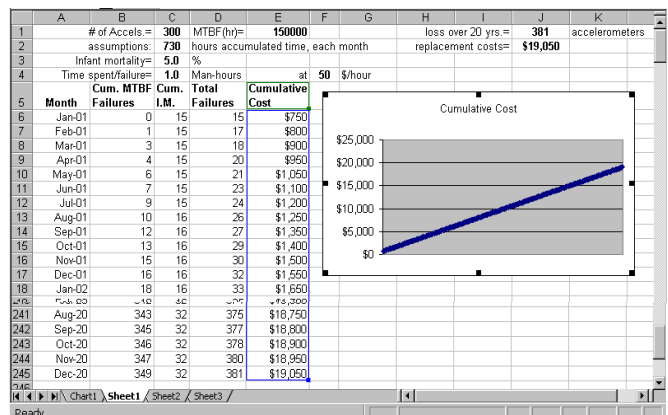 A B C D E F G H I J K
1 # of Accels.= 300 MTBF(hr)= 150000 loss over 20 yrs.= 381 accelerometers
2 assumptions: 730 hours accumulated time, each month replacement costs= $19,050
3 Infant mortality= 5.0 %
4 Time spent/failure= 1.0 Man-hours at 50 $/hour
Cum. MTBF Cum. Total Cumulative
5 Month Failures I.M. Failures Cost
6 Jan-01 0 15 15 $750
7 Feb-01 1 15 17 $800
8 Mar-01 3 15 18 $900
9 Apr-01 4 15 20 $950
10 May-01 6 15 21 $1,050
11 Jun-01 7 15 23 $1,100
12 Jul-01 9 15 24 $1,200
13 Aug-01 10 16 26 $1,250
14 Sep-01 12 16 27 $1,350
15 Oct-01 13 16 29 $1,400
16 Nov-01 15 16 30 $1,500
17 Dec-01 16 16 32 $1,550
18 Jan-02 18 16 33 $1,650
241 Aug-20 343 32 375 $18,750
242 Sep-20 345 32 377 $18,800
243 Oct-20 346 32 378 $18,900
244 Nov-20 347 32 380 $18,950
245 Dec-20 349 32 381 $19,050
Cumulative Cost
$25,000
$20,000
$15,000
$10,000
$5,000
$0
Chart1 Sheet1 Sheet2 Sheet3
Ready